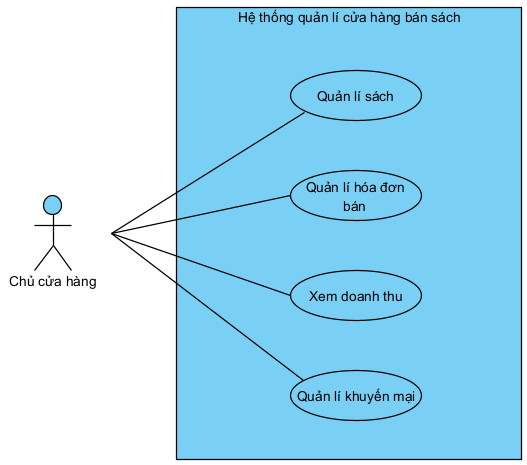 Hệ thống quản lí cửa hàng bán sách
Quản lí sách
Quản lí hóa đơn
bán
Chủ cửa hàng
Xem doanh thu
Quản lí khuyến mại